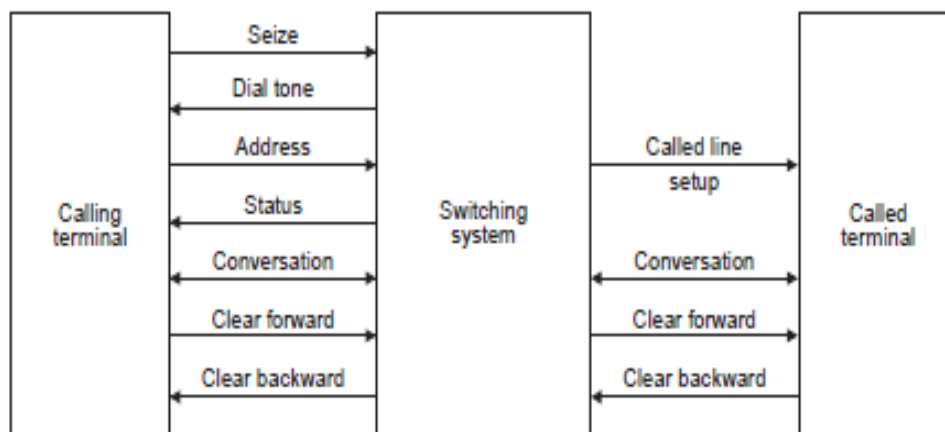 Seize
Dial tone
Address
Called line
setup
Calling
terminal
Status
Switching
system
Called
terminal
Conversation
Conversation
Clear forward
Clear forward
Clear backward
Clear backward